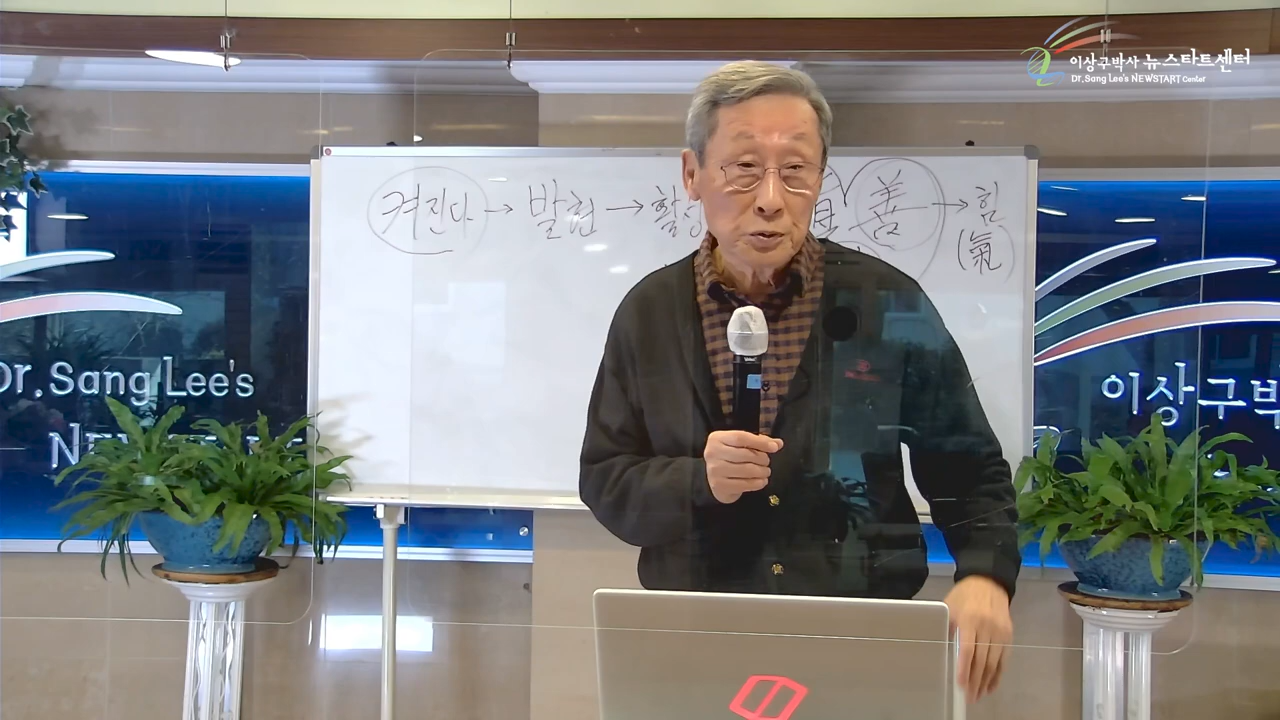 이상구박사 뉴스타트센터
Dr. Sang Lee's NEWSTART Center
켜진다 → 발현 → 활성 善 → 힘
(氣)
Dr. Sang Lee's
이상구박